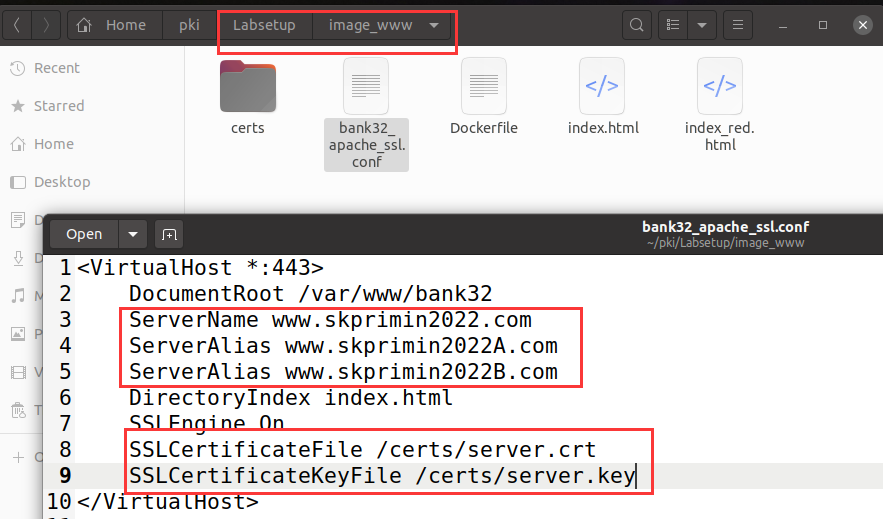 Home pki Labsetup image_www
Recent
Starred
Home
Desktop
certs
bank32_
apache_ssl.
conf
Dockerfile
index.html
index_red.
html
Open
bank32_apache_ssl.conf
~/pki/Labsetup/image_www
1 <VirtualHost *:443>
2 DocumentRoot /var/www/bank32
3 ServerName www.skprimin2022.com
4 ServerAlias www.skprimin2022A.com
5 ServerAlias www.skprimin2022B.com
6 DirectoryIndex index.html
7 SSLEngine On
8 SSLCertificateFile /certs/server.crt
9 SSLCertificateKeyFile /certs/server.key
10 </VirtualHost>